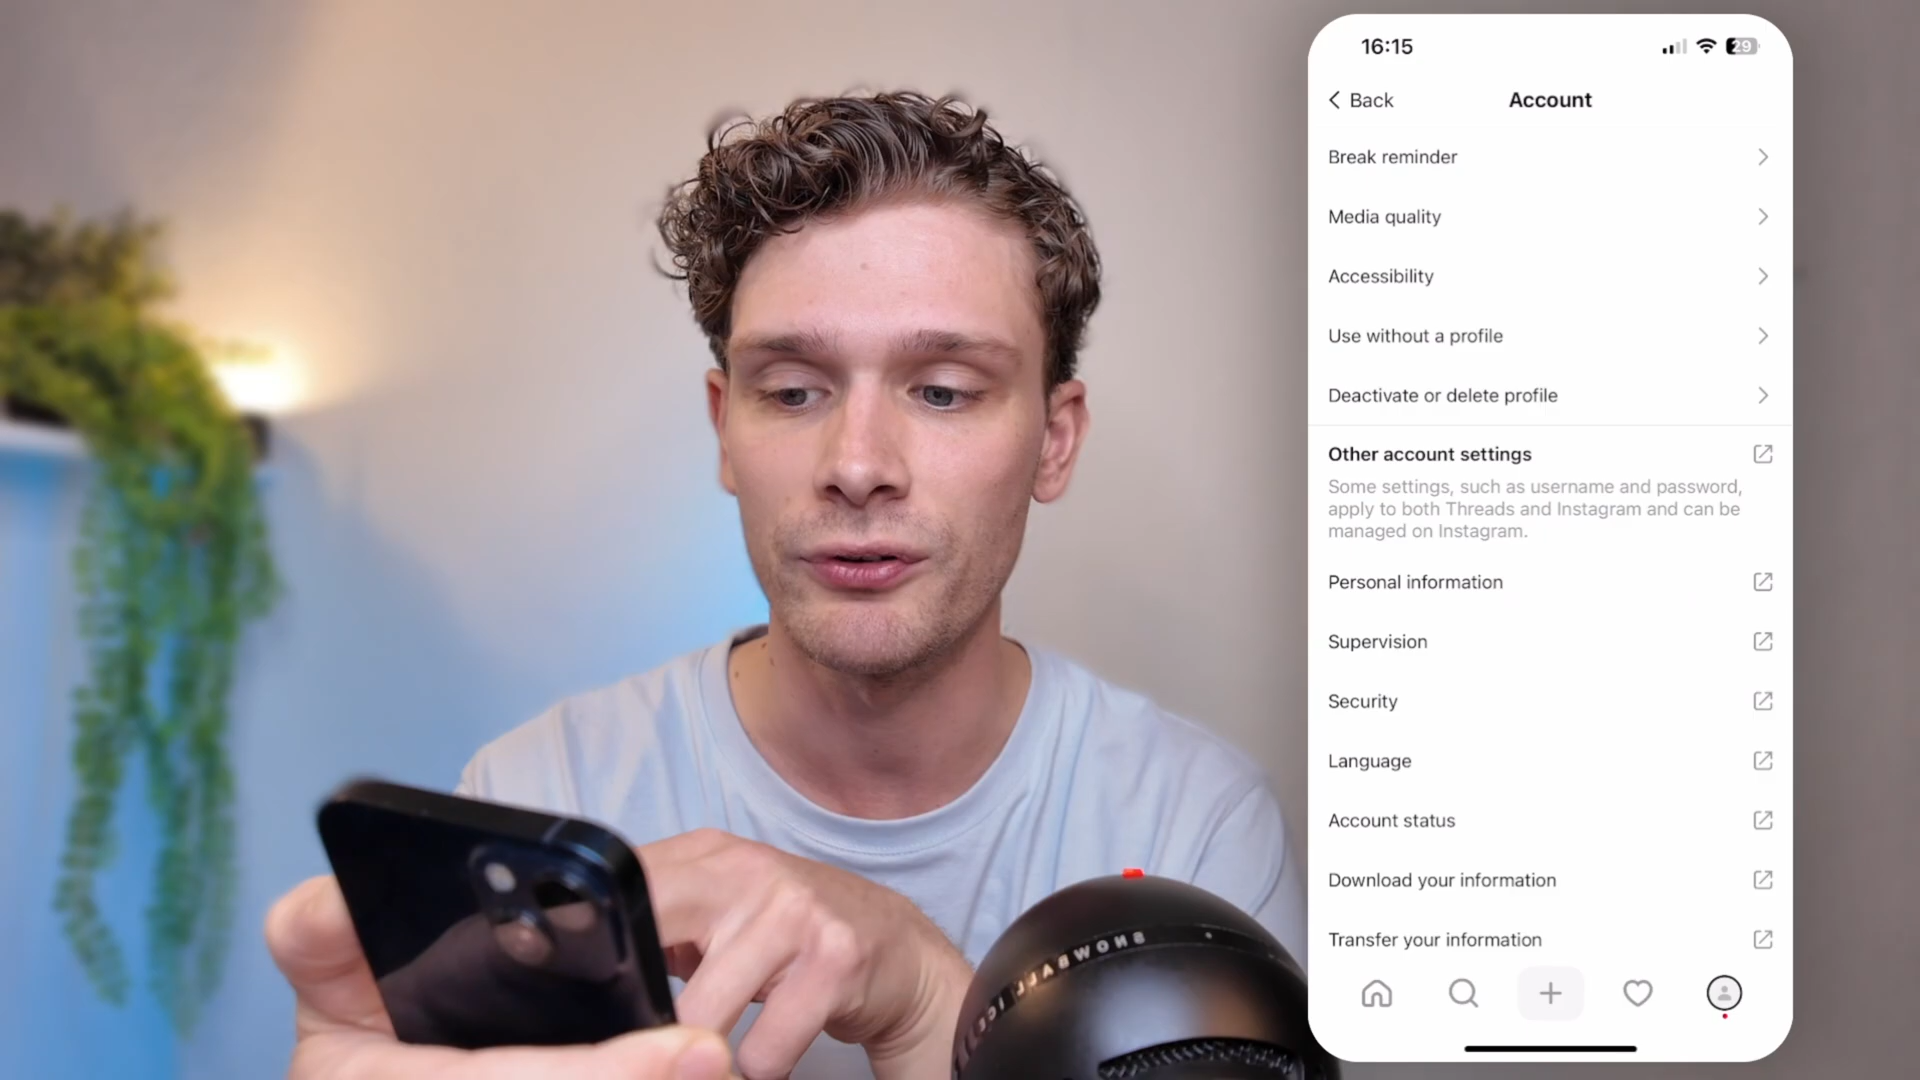 16:15
29
Back
Account
Break reminder
Media quality
Accessibility
Use without a profile
Deactivate or delete profile
Other account settings
Some settings, such as username and password,
apply to both Threads and Instagram and can be
managed on Instagram.
Personal information
Supervision
Security
Language
Account status
Download your information
Transfer your information
SNOWBALL ICE